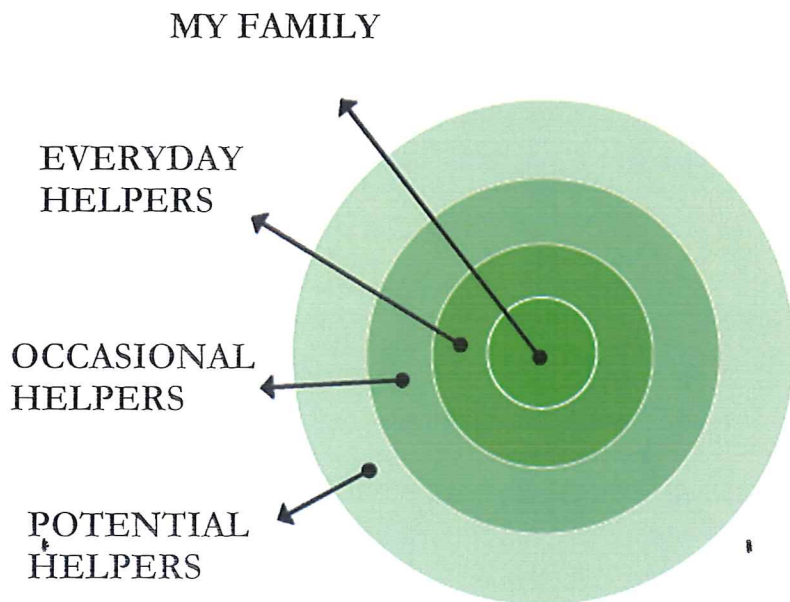 MY FAMILY
EVERYDAY
HELPERS
OCCASIONAL
HELPERS
POTENTIAL
HELPERS